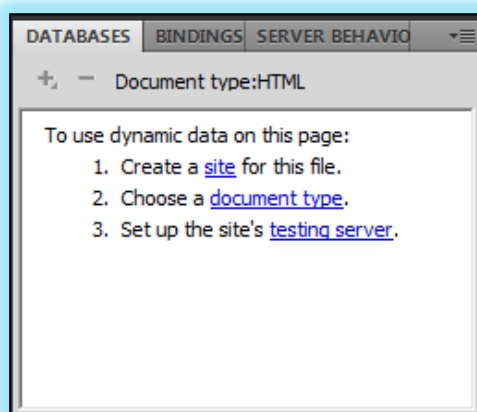 DATABASES BINDINGS SERVER BEHAVIO
Document type:HTML
To use dynamic data on this page:
1. Create a site for this file.
2. Choose a document type.
3. Set up the site's testing server.